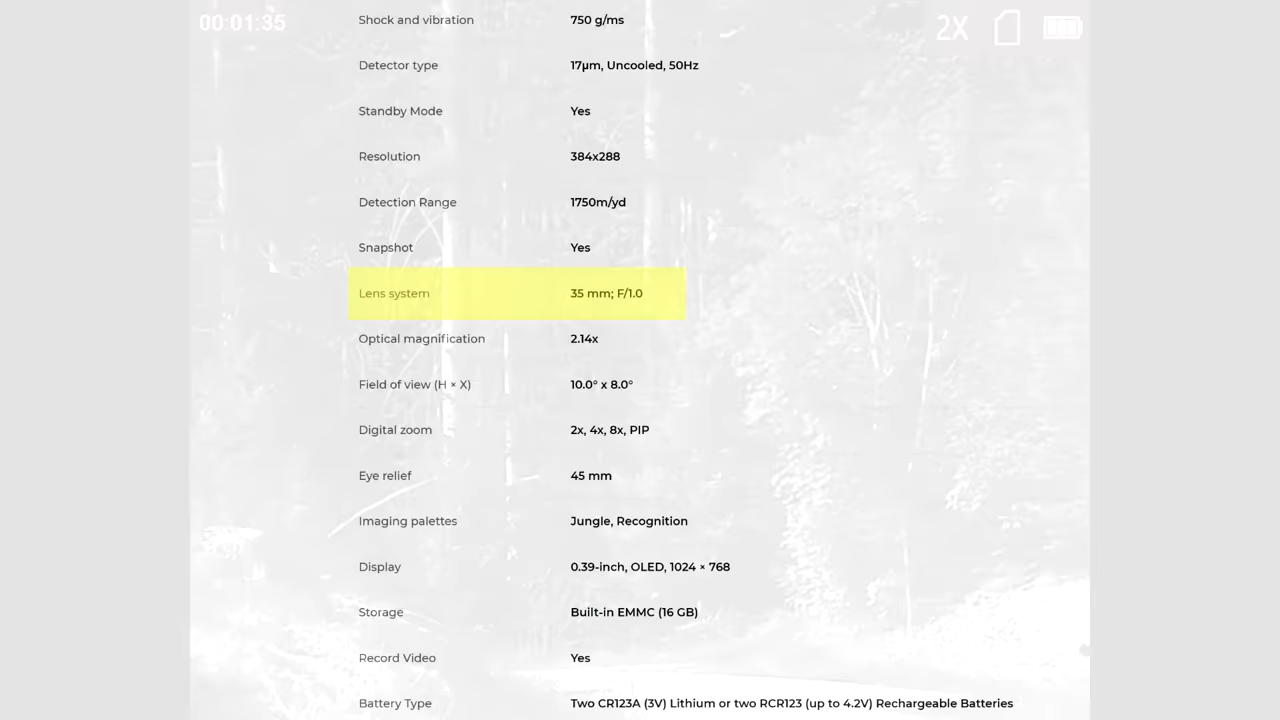 00:01:35
2X
Shock and vibration 750 g/ms
Detector type 17μm, Uncooled, 50Hz
Standby Mode Yes
Resolution 384x288
Detection Range 1750m/yd
Snapshot Yes
Lens system 35 mm; F/1.0
Optical magnification 2.14x
Field of view (H × X) 10.0° x 8.0°
Digital zoom 2x, 4x, 8x, PIP
Eye relief 45 mm
Imaging palettes Jungle, Recognition
Display 0.39-inch, OLED, 1024 × 768
Storage Built-in EMMC (16 GB)
Record Video Yes
Battery Type Two CR123A (3V) Lithium or two RCR123 (up to 4.2V) Rechargeable Batteries